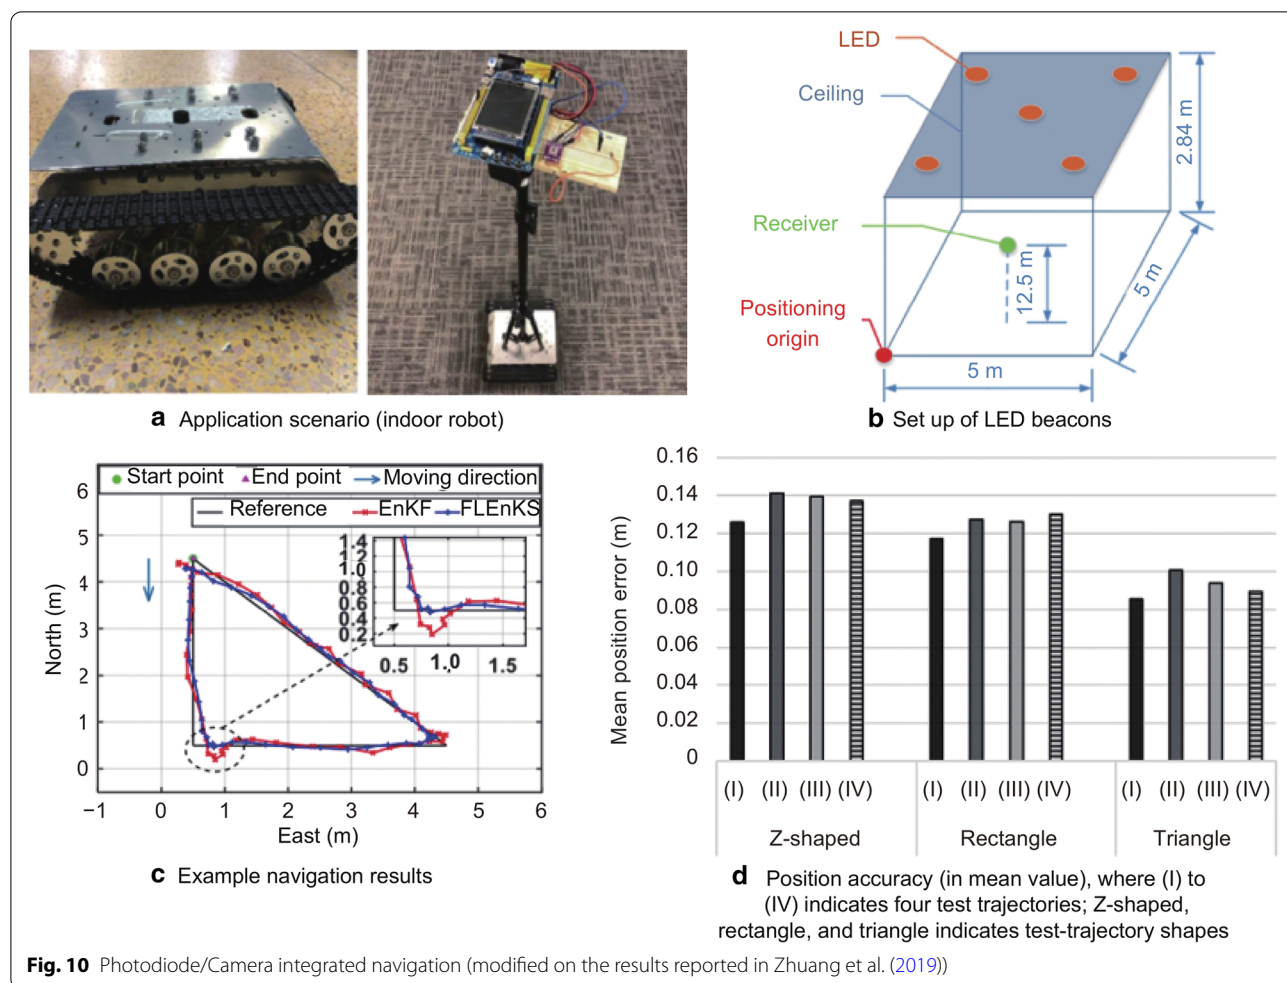 LED
Ceiling
2.84 m
Receiver
12.5 m
5 m
Positioning
origin
5 m
a Application scenario (indoor robot)
b Set up of LED beacons
Start point End point Moving direction
Reference EnKF FLEnKS
6
5
4
3
2
1
0
North (m)
1.4
1.2
1.0
0.8
0.6
0.4
0.2
0.5 1.0 1.5
−1 0 1 2 3 4 5 6
East (m)
c Example navigation results
0.16
0.14
0.12
0.10
0.08
0.06
0.04
0.02
0
Mean position error (m)
(I) (II) (III) (IV) (I) (II) (III) (IV) (I) (II) (III) (IV)
Z-shaped Rectangle Triangle
d Position accuracy (in mean value), where (I) to
(IV) indicates four test trajectories; Z-shaped,
rectangle, and triangle indicates test-trajectory shapes
Fig. 10 Photodiode/Camera integrated navigation (modified on the results reported in Zhuang et al. (2019))